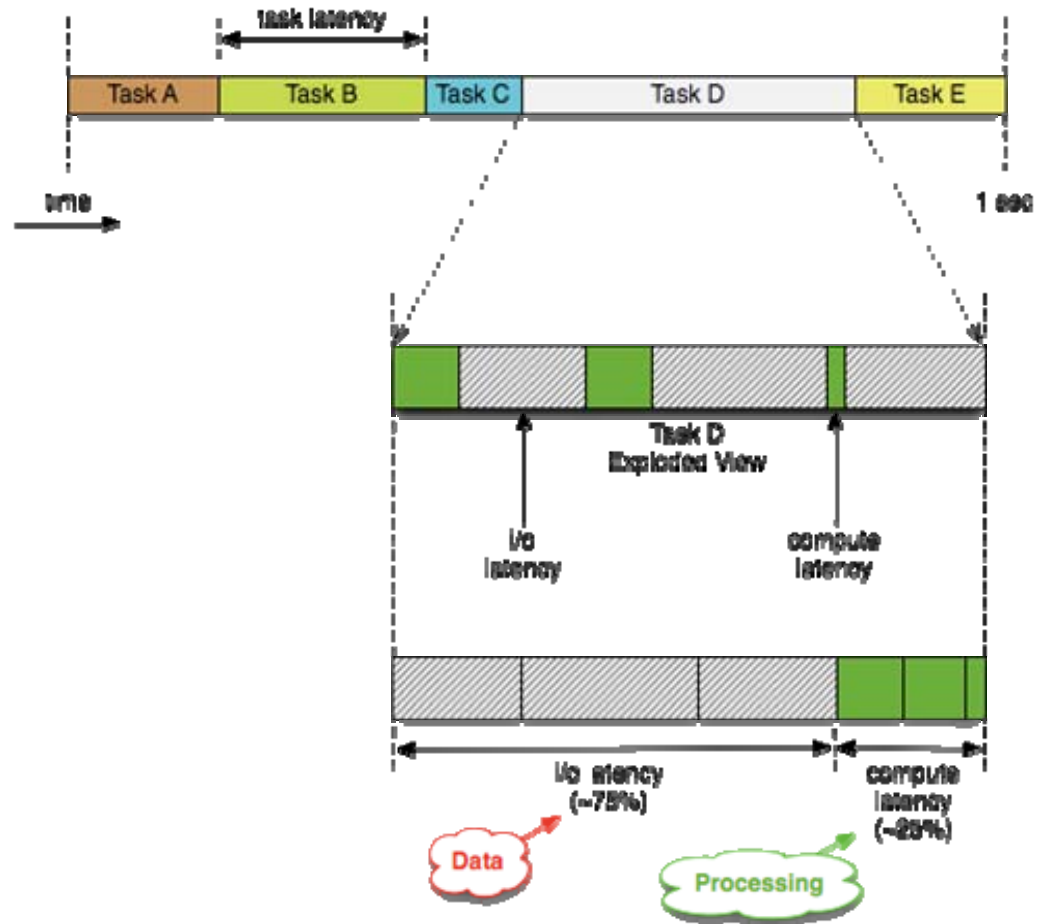 task latency
Task A
Task B
Task C
Task D
Task E
time
1 sec
Task D
Exploded View
i/o
latency
compute
latency
i/o latency
(~75%)
compute
latency
(~25%)
Data
Processing